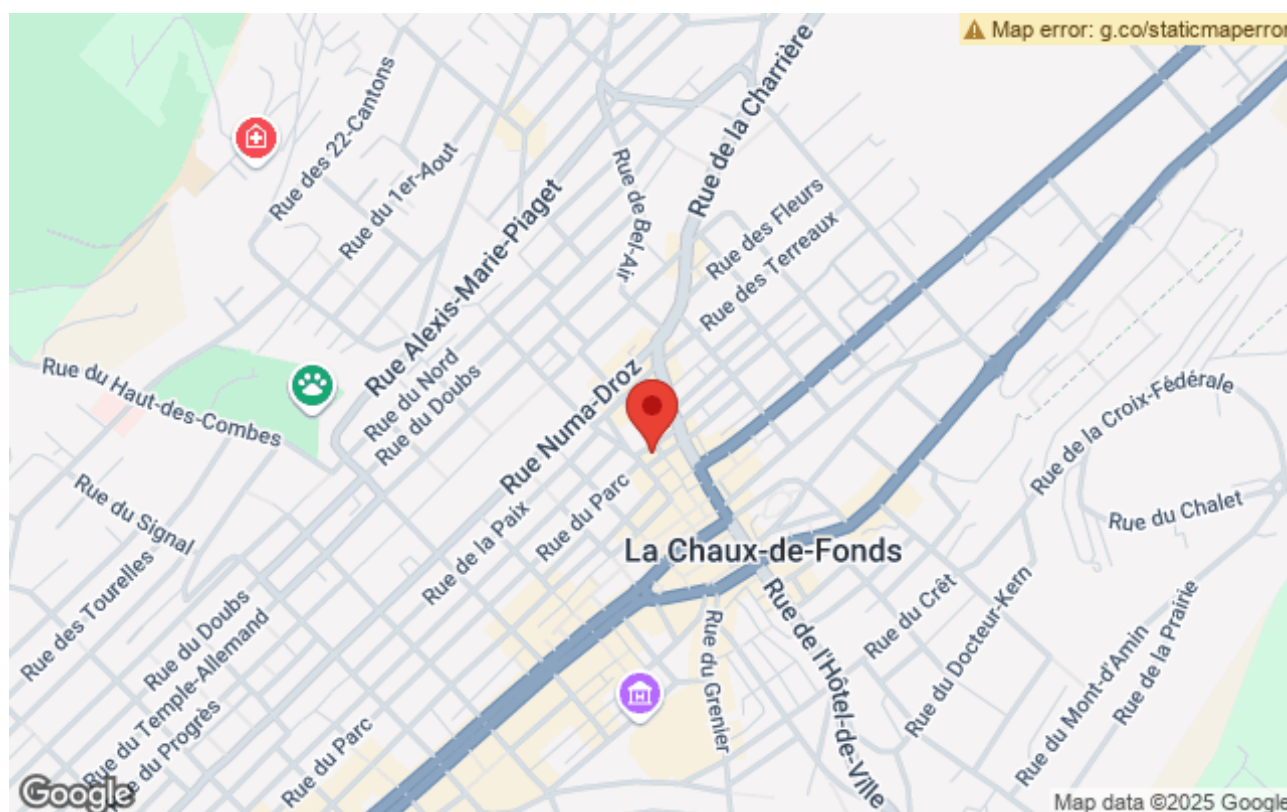 Map error: g.co/staticmaperror
Rue des 22-Cantons
Rue de la Charrière
Rue du 1er-Aout
Rue de Bel-Air
Rue Alexis-Marie-Piaget
Rue des Fleurs
Rue des Terreaux
Rue du Haut-des-Combes
Rue du Nord
Rue du Doubs
Rue Numa-Droz
Rue de la Croix-Fédérale
Rue du Signal
Rue de la Paix
Rue du Parc
Rue du Chalet
La Chaux-de-Fonds
Rue des Tourelles
Rue du Doubs
Rue du Temple-Allemand
Rue du Progrès
Rue du Parc
Rue du Grenier
Rue de l'Hôtel-de-Ville
Rue du Crêt
Rue du Docteur-Kern
Rue du Mont-d'Amin
Rue de la Prairie
Google
Map data ©2025 Google